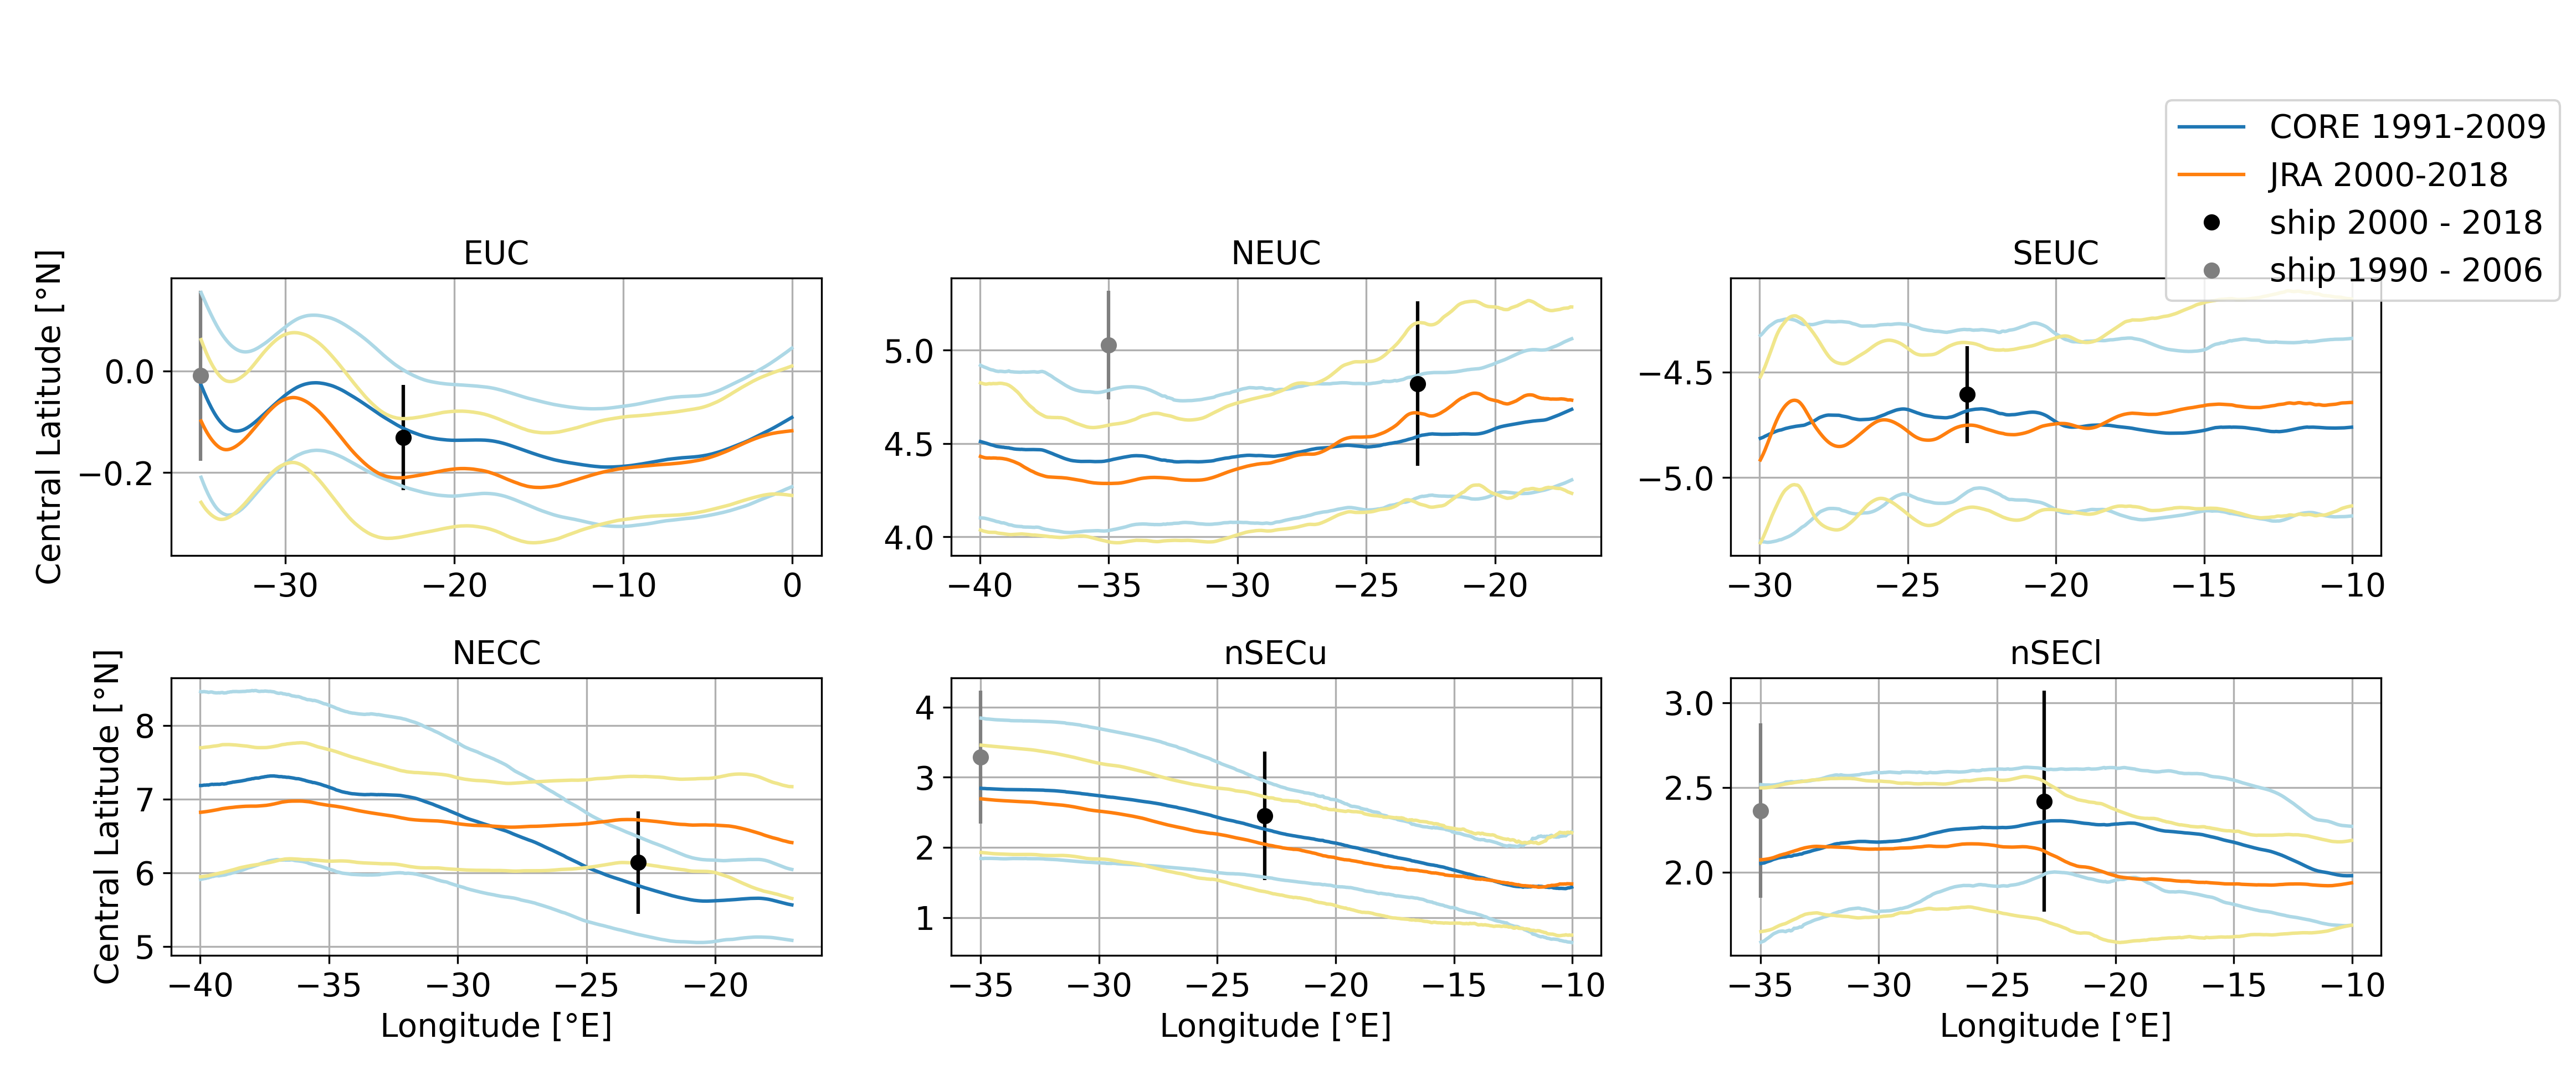 CORE 1991-2009
JRA 2000-2018
ship 2000 - 2018
ship 1990 - 2006
EUC
Central Latitude [°N]
0.0
−0.2
−30 −20 −10 0
NEUC
5.0
4.5
4.0
−40 −35 −30 −25 −20
SEUC
−4.5
−5.0
−30 −25 −20 −15 −10
NECC
Central Latitude [°N]
8
7
6
5
−40 −35 −30 −25 −20
Longitude [°E]
nSECu
4
3
2
1
−35 −30 −25 −20 −15 −10
Longitude [°E]
nSECl
3.0
2.5
2.0
−35 −30 −25 −20 −15 −10
Longitude [°E]